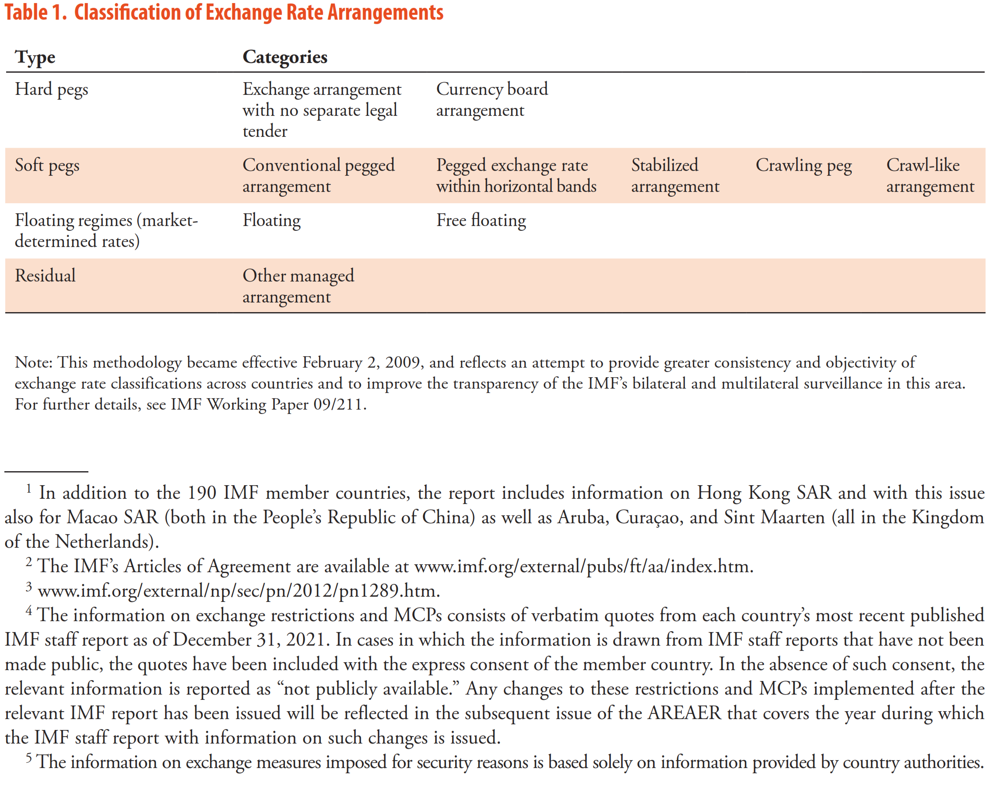 Table 1. Classification of Exchange Rate Arrangements
Type Categories
Hard pegs Exchange arrangement Currency board
with no separate legal arrangement
tender
Soft pegs Conventional pegged Pegged exchange rate Stabilized Crawling peg Crawl-like
arrangement within horizontal bands arrangement arrangement
Floating regimes (market- Floating Free floating
determined rates)
Residual Other managed
arrangement
Note: This methodology became effective February 2, 2009, and reflects an attempt to provide greater consistency and objectivity of
exchange rate classifications across countries and to improve the transparency of the IMF’s bilateral and multilateral surveillance in this area.
For further details, see IMF Working Paper 09/211.
1 In addition to the 190 IMF member countries, the report includes information on Hong Kong SAR and with this issue
also for Macao SAR (both in the People’s Republic of China) as well as Aruba, Curaçao, and Sint Maarten (all in the Kingdom
of the Netherlands).
2 The IMF’s Articles of Agreement are available at www.imf.org/external/pubs/ft/aa/index.htm.
3 www.imf.org/external/np/sec/pn/2012/pn1289.htm.
4 The information on exchange restrictions and MCPs consists of verbatim quotes from each country’s most recent published
IMF staff report as of December 31, 2021. In cases in which the information is drawn from IMF staff reports that have not been
made public, the quotes have been included with the express consent of the member country. In the absence of such consent, the
relevant information is reported as “not publicly available.” Any changes to these restrictions and MCPs implemented after the
relevant IMF report has been issued will be reflected in the subsequent issue of the AREAER that covers the year during which
the IMF staff report with information on such changes is issued.
5 The information on exchange measures imposed for security reasons is based solely on information provided by country authorities.